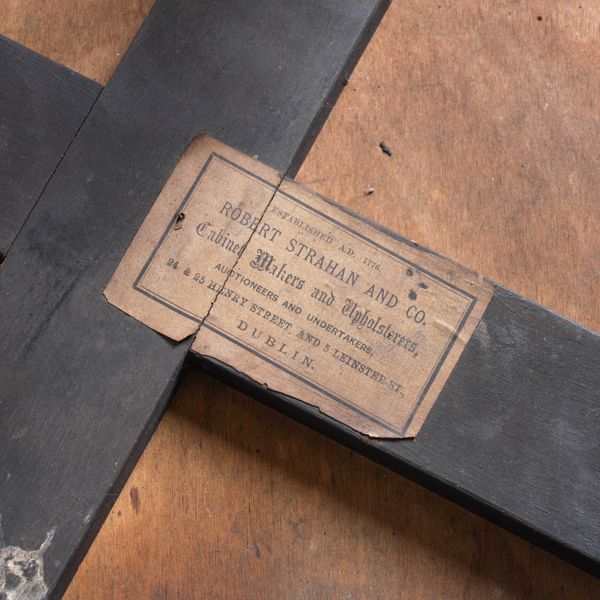 ESTABLISHED A.D. 1776.
ROBERT STRAHAN AND CO.
Cabinet Makers and Upholsterers,
AUCTIONEERS AND UNDERTAKERS,
24 & 25 HENRY STREET, AND 5 LEINSTER-ST,
DUBLIN.